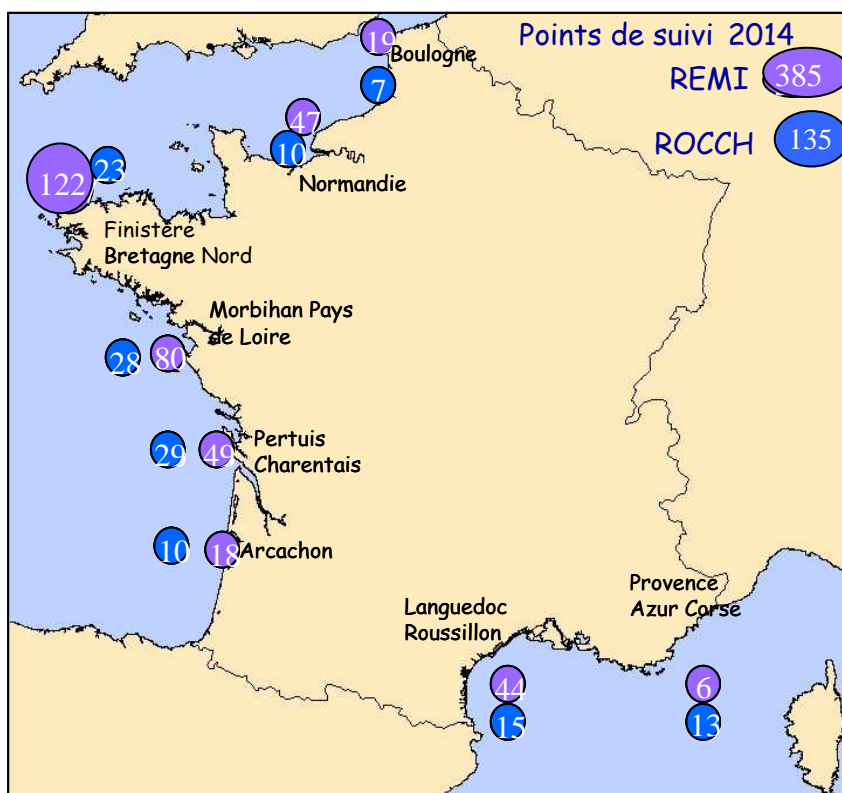 19
Boulogne
Points de suivi 2014
REMI 385
7
ROCCH 135
47
10
Normandie
23
122
Finistère
Bretagne Nord
Morbihan Pays
de Loire
28 80
29 49
Pertuis
Charentais
10 18
Arcachon
Languedoc
Roussillon
Provence
Azur Corse
44
15
6
13